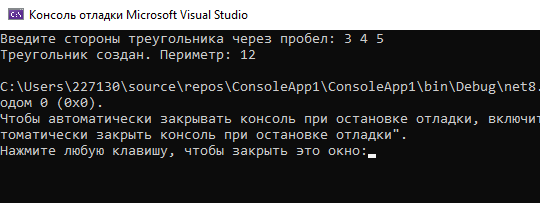 Консоль отладки Microsoft Visual Studio
Введите стороны треугольника через пробел: 3 4 5
Треугольник создан. Периметр: 12
C:\Users\227130\source\repos\ConsoleApp1\ConsoleApp1\bin\Debug\net8.
одом 0 (0x0).
Чтобы автоматически закрывать консоль при остановке отладки, включит
томатически закрыть консоль при остановке отладки".
Нажмите любую клавишу, чтобы закрыть это окно: